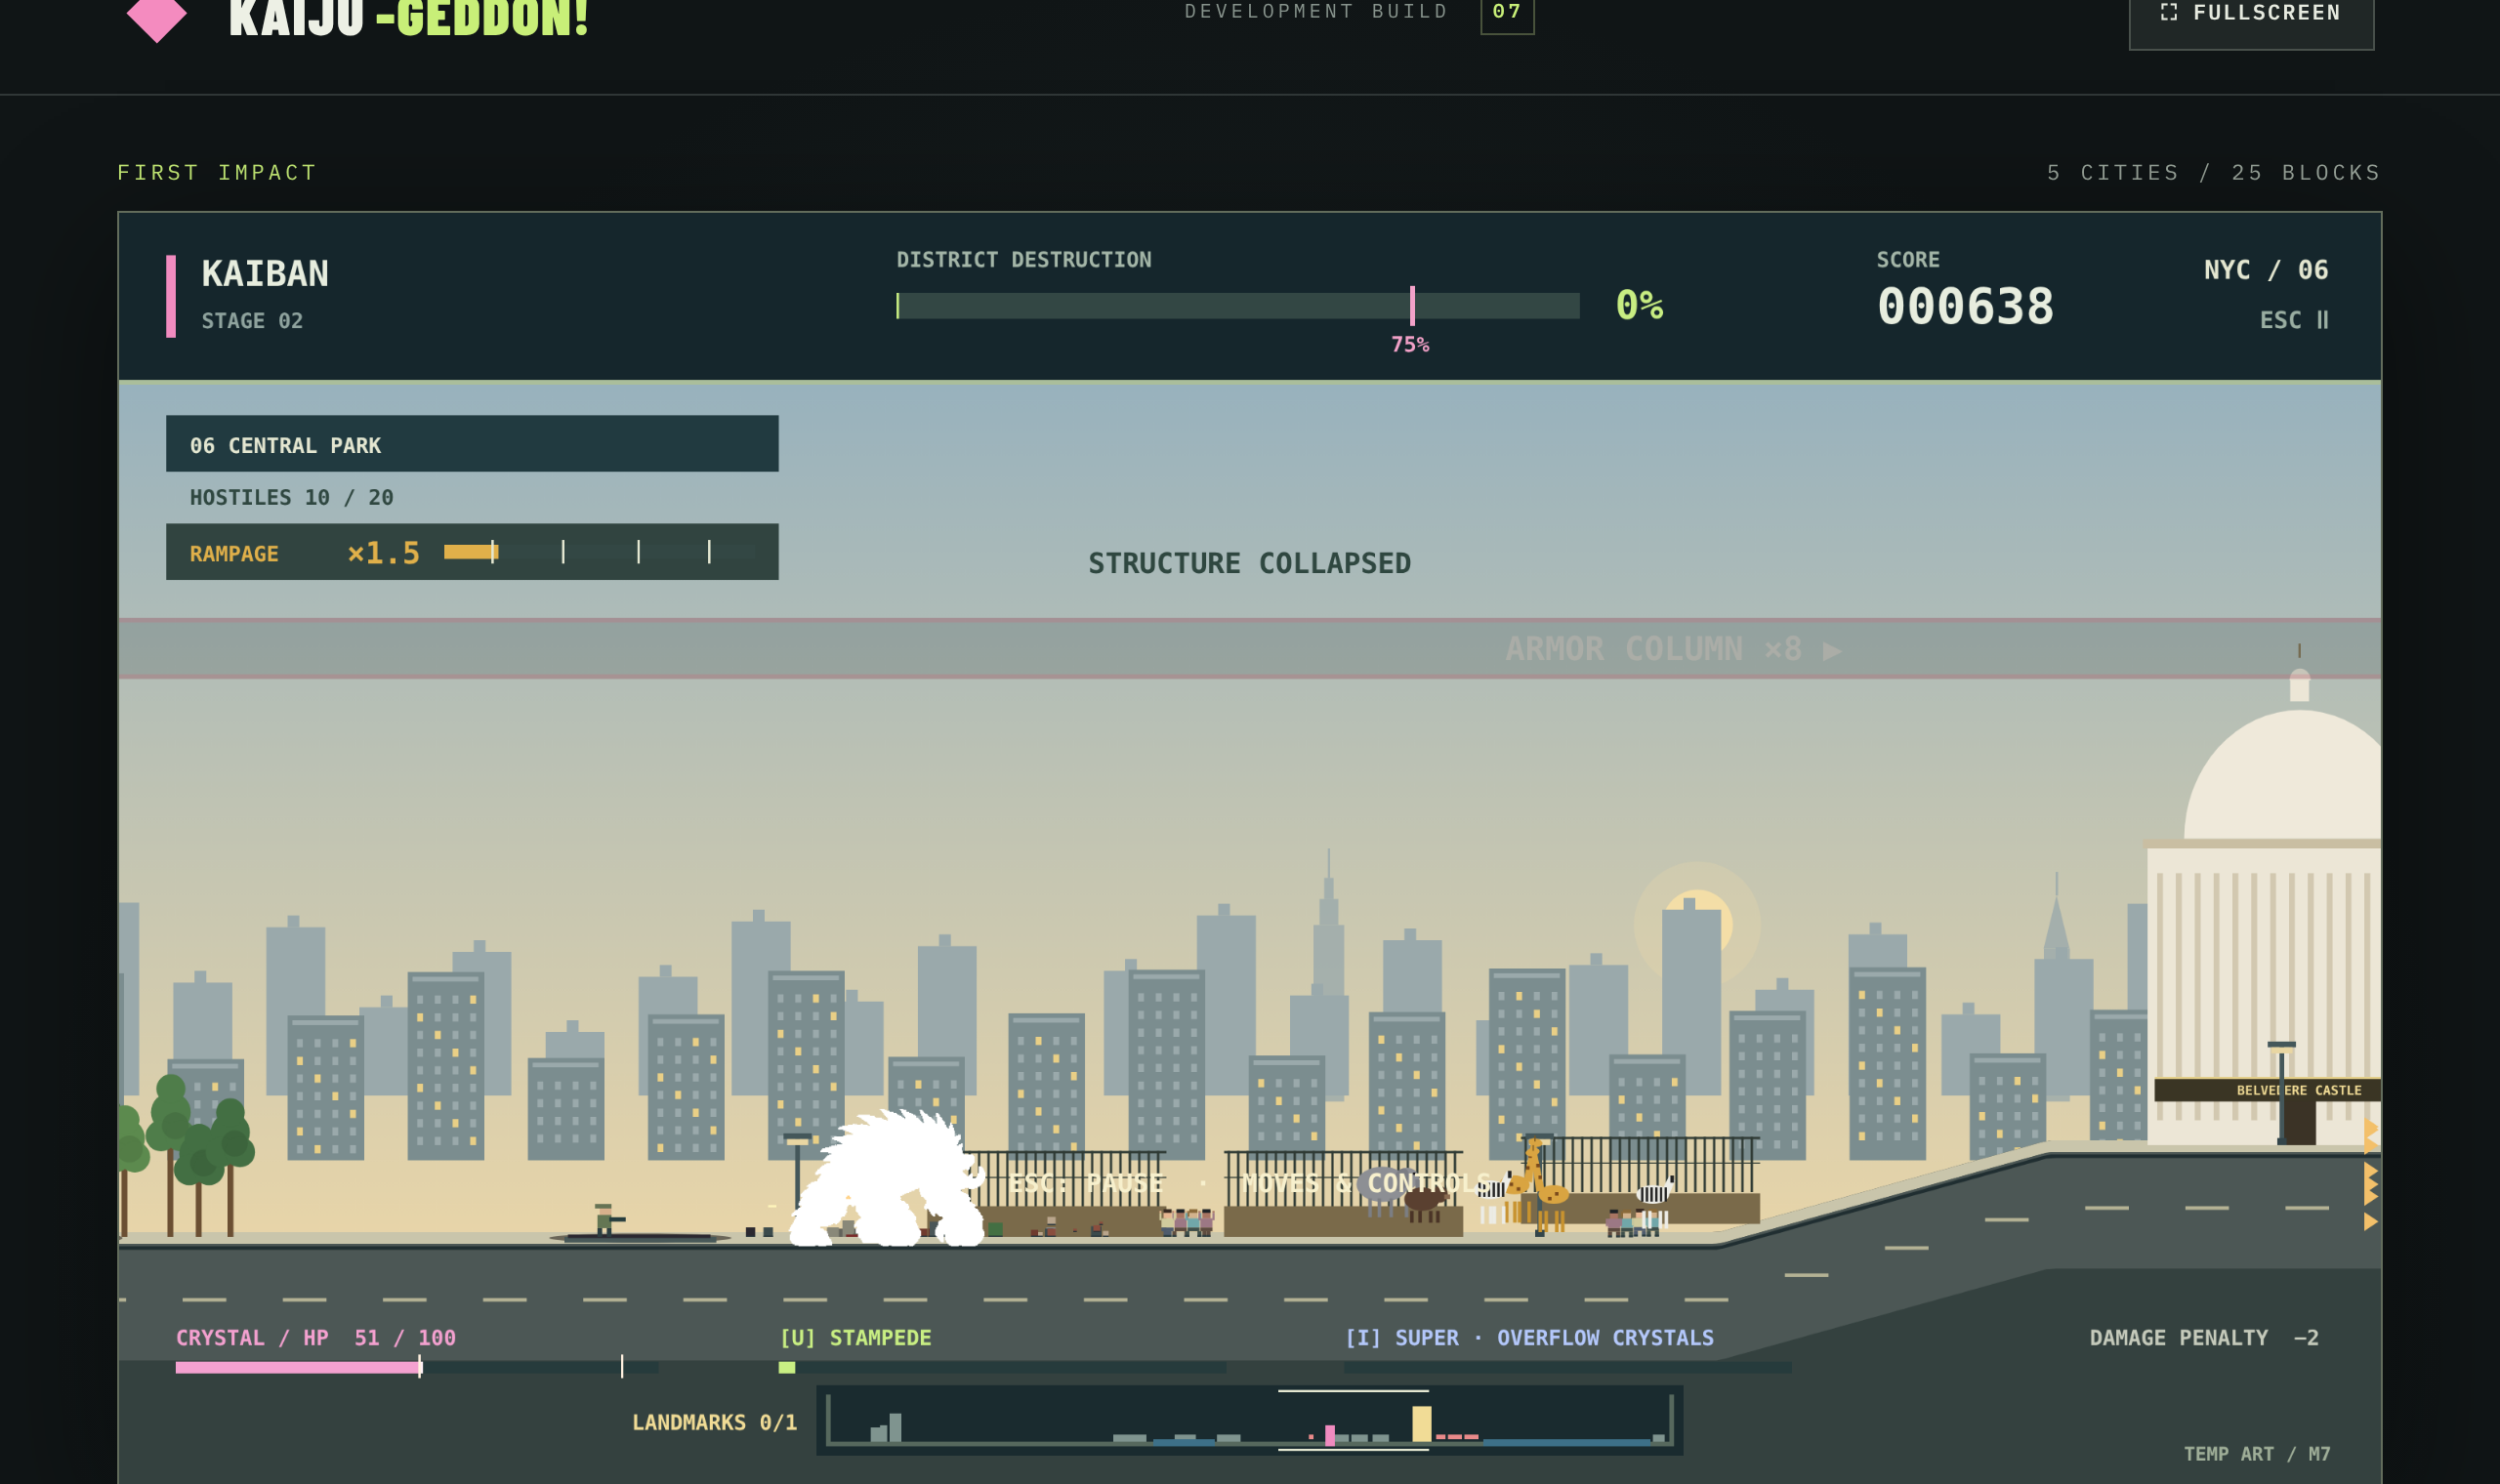 KAIJU-GEDDON!
DEVELOPMENT BUILD 07
FULLSCREEN
FIRST IMPACT
5 CITIES / 25 BLOCKS
KAIBAN
STAGE 02
DISTRICT DESTRUCTION
0%
75%
SCORE
000638
NYC / 06
ESC II
06 CENTRAL PARK
HOSTILES 10 / 20
RAMPAGE ×1.5
STRUCTURE COLLAPSED
ARMOR COLUMN ×8 ▶
BELVEDERE CASTLE
ESC: PAUSE · MOVES & CONTROLS
CRYSTAL / HP 51 / 100
[U] STAMPEDE
[I] SUPER · OVERFLOW CRYSTALS
DAMAGE PENALTY −2
LANDMARKS 0/1
TEMP ART / M7